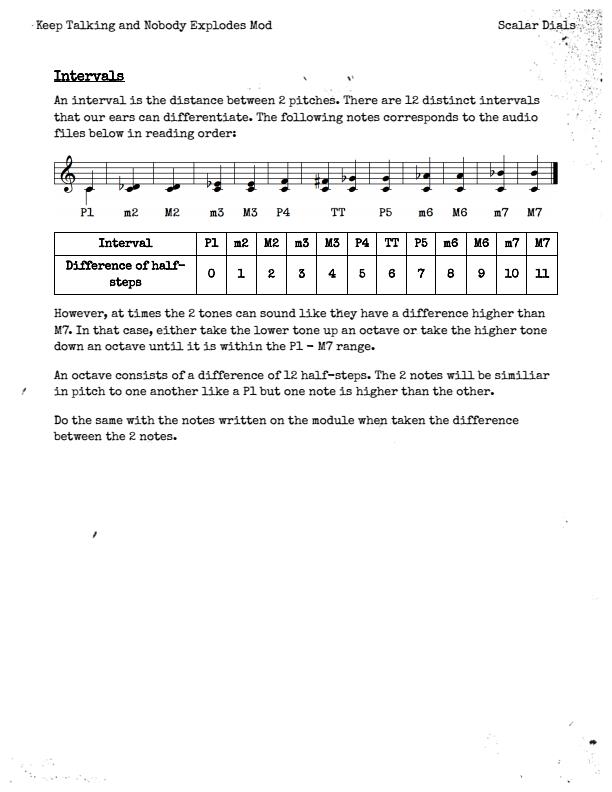 Keep Talking and Nobody Explodes Mod
Scalar Dials
Intervals
An interval is the distance between 2 pitches. There are 12 distinct intervals
that our ears can differentiate. The following notes corresponds to the audio
files below in reading order:
P1 m2 M2 m3 M3 P4 TT P5 m6 M6 m7 M7
Interval P1 m2 M2 m3 M3 P4 TT P5 m6 M6 m7 M7
Difference of half-
steps 0 1 2 3 4 5 6 7 8 9 10 11
However, at times the 2 tones can sound like they have a difference higher than
M7. In that case, either take the lower tone up an octave or take the higher tone
down an octave until it is within the P1 - M7 range.
An octave consists of a difference of 12 half-steps. The 2 notes will be similiar
in pitch to one another like a P1 but one note is higher than the other.
Do the same with the notes written on the module when taken the difference
between the 2 notes.